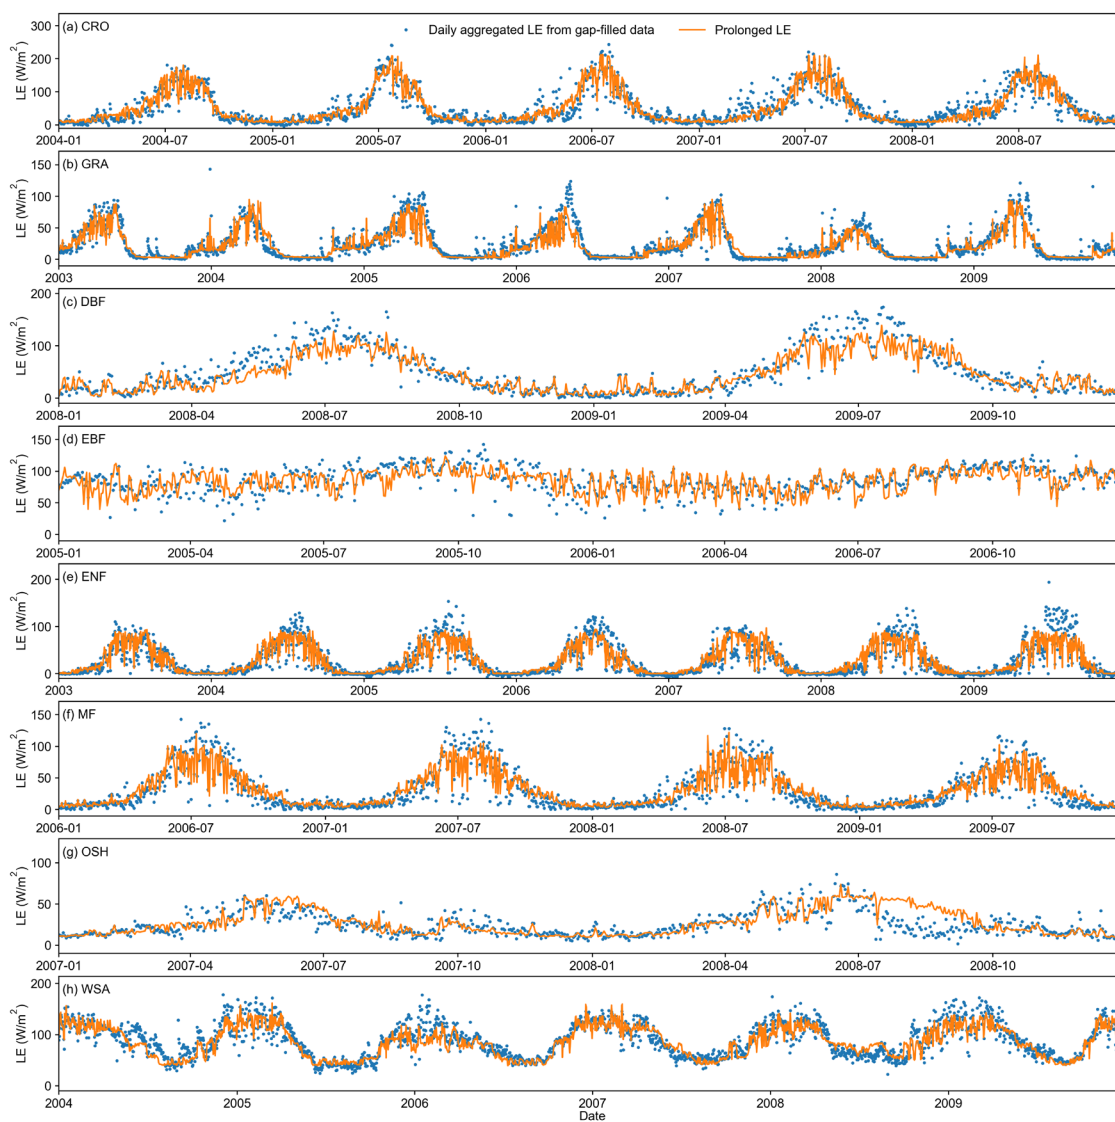 (a) CRO
Daily aggregated LE from gap-filled data
Prolonged LE
LE (W/m²)
300
200
100
0
2004-01 2004-07 2005-01 2005-07 2006-01 2006-07 2007-01 2007-07 2008-01 2008-07
(b) GRA
LE (W/m²)
150
100
50
0
2003 2004 2005 2006 2007 2008 2009
(c) DBF
LE (W/m²)
200
100
0
2008-01 2008-04 2008-07 2008-10 2009-01 2009-04 2009-07 2009-10
(d) EBF
LE (W/m²)
150
100
50
0
2005-01 2005-04 2005-07 2005-10 2006-01 2006-04 2006-07 2006-10
(e) ENF
LE (W/m²)
200
100
0
2003 2004 2005 2006 2007 2008 2009
(f) MF
LE (W/m²)
150
100
50
0
2006-01 2006-07 2007-01 2007-07 2008-01 2008-07 2009-01 2009-07
(g) OSH
LE (W/m²)
100
50
0
2007-01 2007-04 2007-07 2007-10 2008-01 2008-04 2008-07 2008-10
(h) WSA
LE (W/m²)
200
100
0
2004 2005 2006 2007 2008 2009
Date